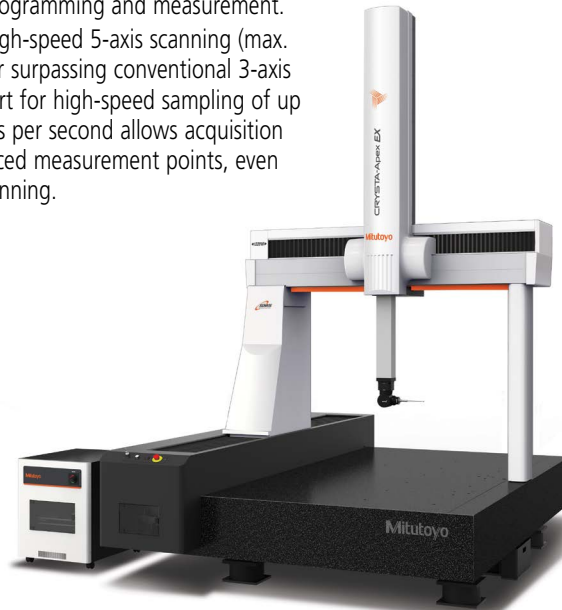 ogramming and measurement.
gh-speed 5-axis scanning (max.
r surpassing conventional 3-axis
rt for high-speed sampling of up
s per second allows acquisition
ced measurement points, even
nning.
CRYSTA-Apex EX
Mitutoyo
Mitutoyo
Mitutoyo